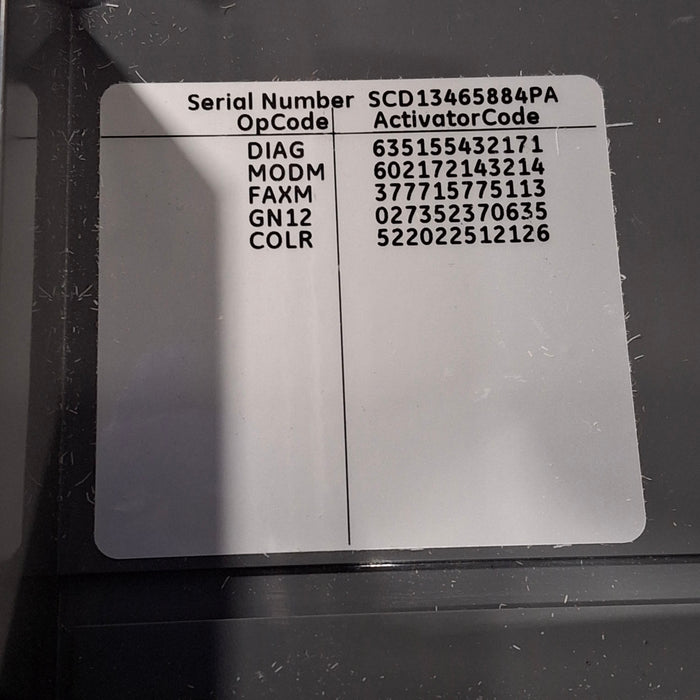 Serial Number SCD13465884PA
OpCode ActivatorCode
DIAG 635155432171
MODM 602172143214
FAXM 377715775113
GN12 027352370635
COLR 522022512126